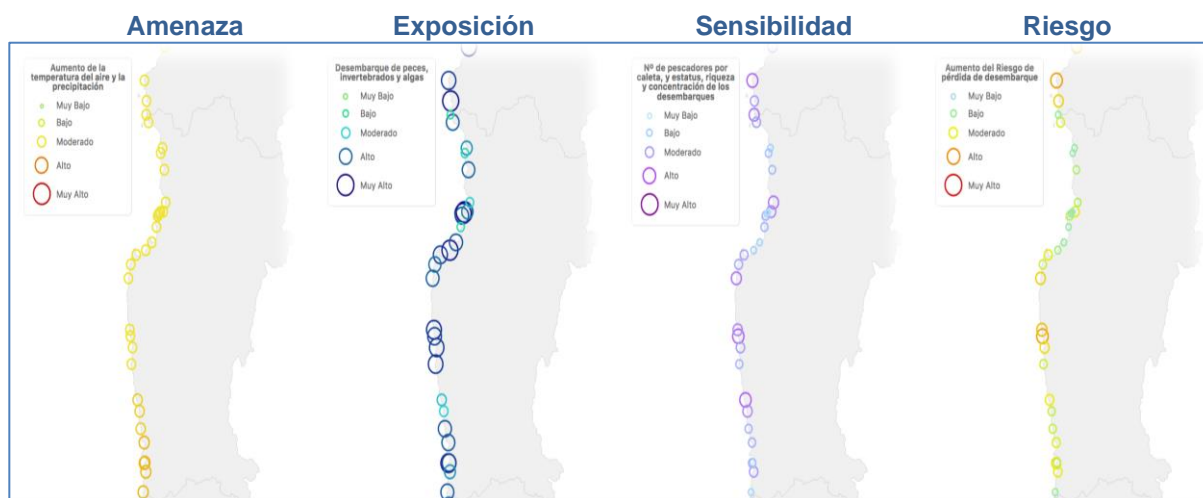 Amenaza
Exposición
Sensibilidad
Riesgo
Aumento de la
temperatura del aire y la
precipitación
Muy Bajo
Bajo
Moderado
Alto
Muy Alto
Desembarque de peces,
invertebrados y algas
Muy Bajo
Bajo
Moderado
Alto
Muy Alto
Nº de pescadores por
caleta, y estatus, riqueza
y concentración de los
desembarques
Muy Bajo
Bajo
Moderado
Alto
Muy Alto
Aumento del Riesgo de
pérdida de desembarque
Muy Bajo
Bajo
Moderado
Alto
Muy Alto